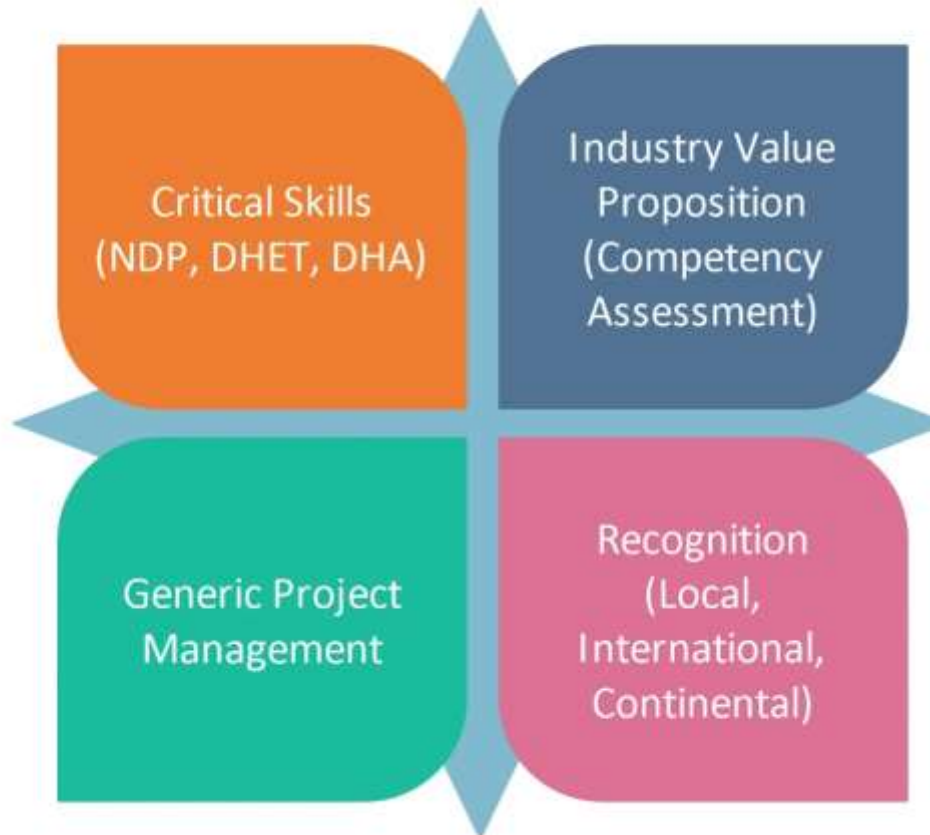 Critical Skills
(NDP, DHET, DHA)
Industry Value
Proposition
(Competency
Assessment)
Generic Project
Management
Recognition
(Local,
International,
Continental)